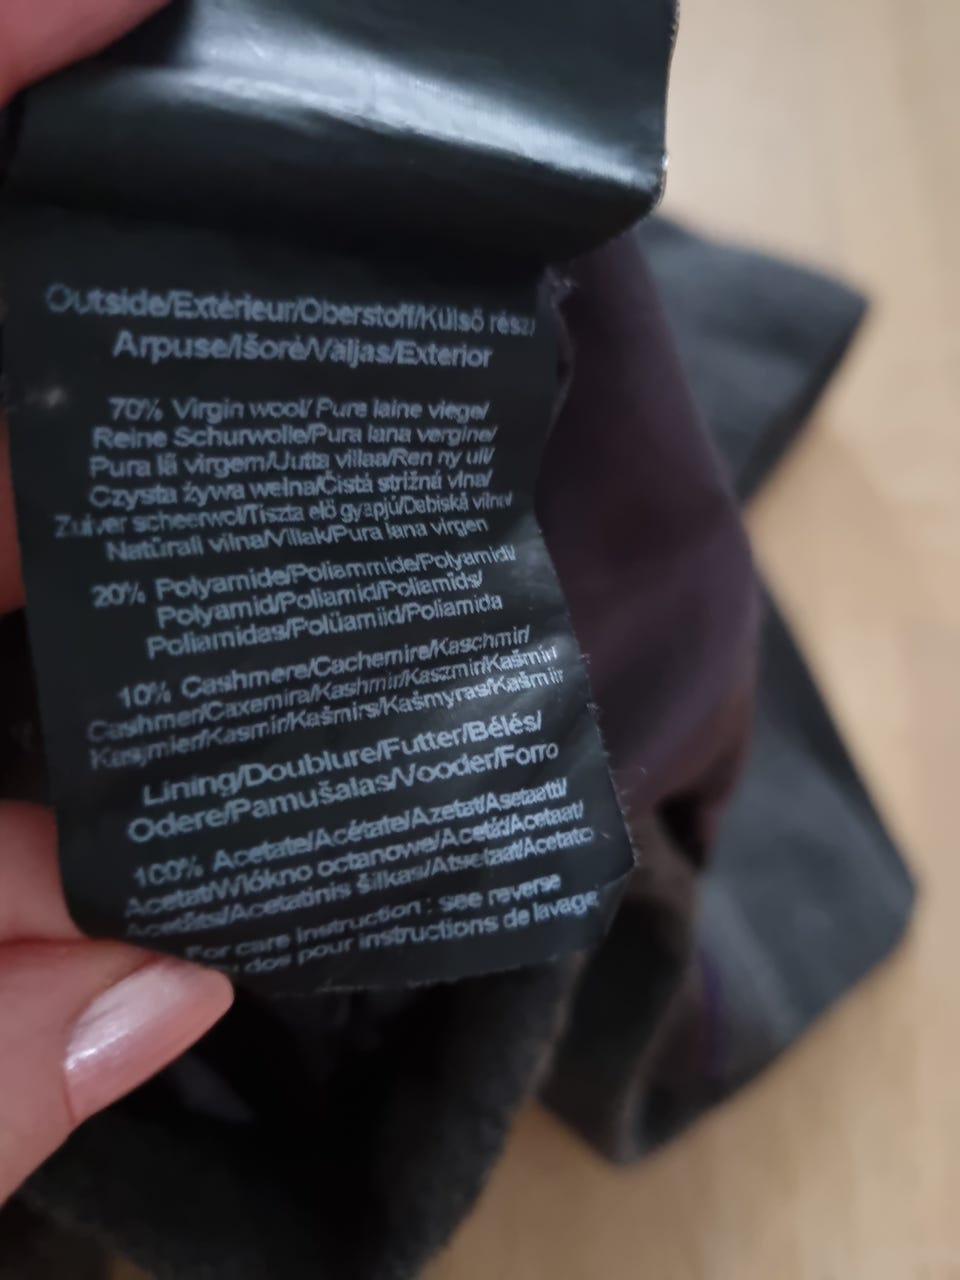 Outside/Extérieur/Oberstoff/Külső rész/
Arpuse/Išorė/Väljas/Exterior
70% Virgin wool/ Pure laine vierge/
Reine Schurwolle/Pura lana vergine/
Pura lã virgem/Uutta villaa/Ren ny ull/
Czysta żywa wełna/Čistá střižná vlna/
Zuiver scheerwol/Tiszta élő gyapjú/Dabiskā vilna/
Natūrali vilna/Villak/Pura lana virgen
20% Polyamide/Poliammide/Polyamid/
Polyamid/Poliamid/Poliamīds/
Poliamidas/Polüamiid/Poliamida
10% Cashmere/Cachemire/Kaschmir/
Cashmer/Caxemira/Kashmir/Kaszmir/Kašmír/
Kasjmier/Kasmír/Kašmirs/Kašmyras/Kašmiir
Lining/Doublure/Futter/Bélés/
Odere/Pamušalas/Vooder/Forro
100% Acetate/Acétate/Azetat/Asetaatti/
Acetat/Włókno octanowe/Acetát/Acetaat/
Acetāts/Acetatinis šilkas/Atsetaat/Acetato
For care instruction : see reverse
dos pour instructions de lavage